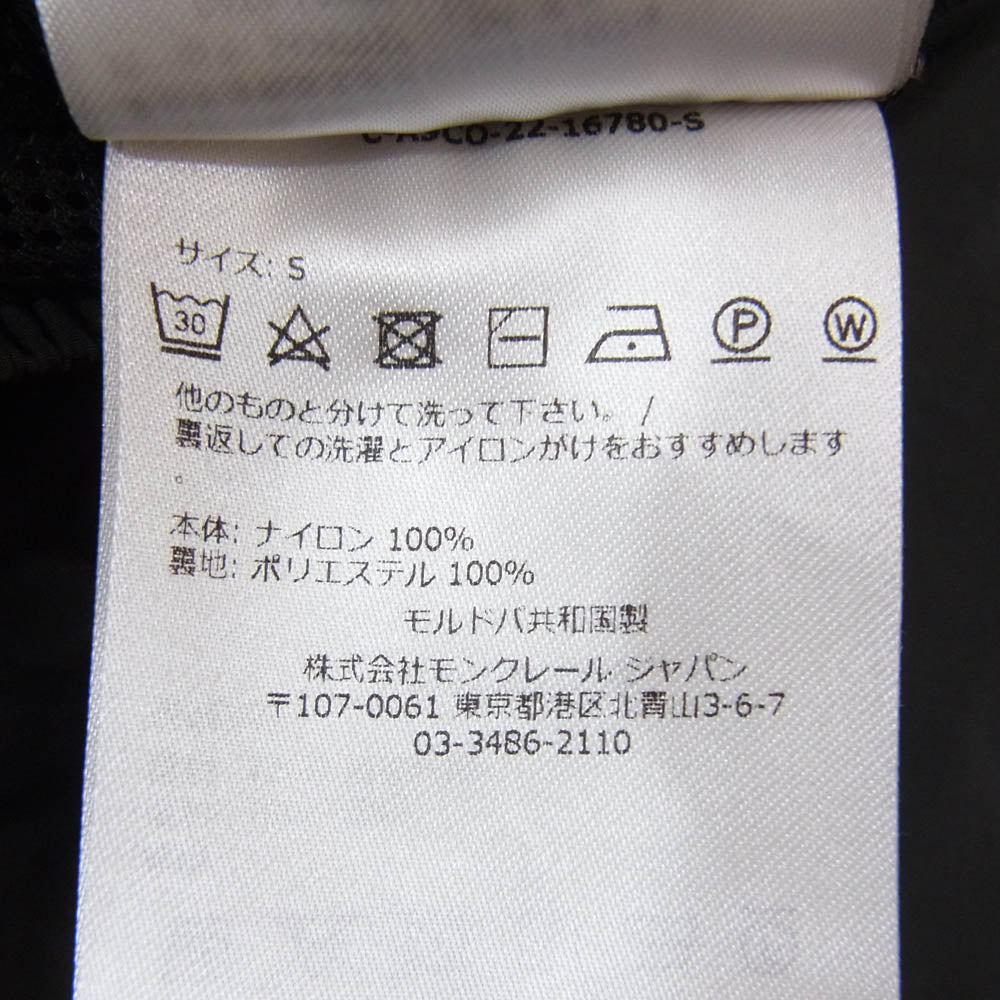 サイズ: S
30
P
W
他のものと分けて洗って下さい。 /
裏返しての洗濯とアイロンがけをおすすめします
。
本体: ナイロン 100%
裏地: ポリエステル 100%
モルドバ共和国製
株式会社モンクレール ジャパン
〒107-0061 東京都港区北青山3-6-7
03-3486-2110